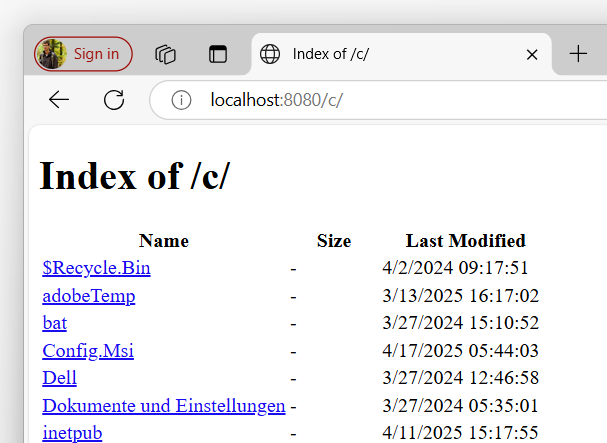 Sign in
Index of /c/
localhost:8080/c/
Index of /c/
Name Size Last Modified
$Recycle.Bin - 4/2/2024 09:17:51
adobeTemp - 3/13/2025 16:17:02
bat - 3/27/2024 15:10:52
Config.Msi - 4/17/2025 05:44:03
Dell - 3/27/2024 12:46:58
Dokumente und Einstellungen - 3/27/2024 05:35:01
inetpub - 4/11/2025 15:17:55